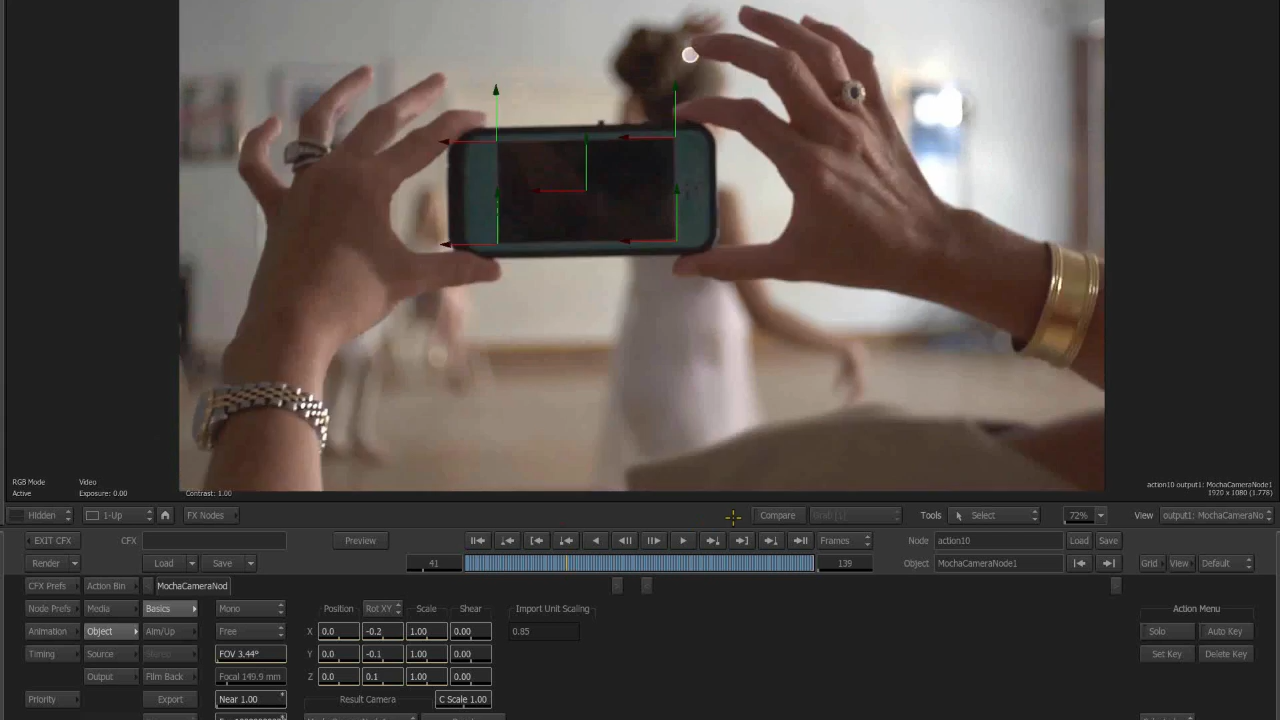 RGB Mode Video
Active Exposure: 0.00 Contrast: 1.00
action10 output1: MochaCameraNode1
1920 x 1080 (1.778)
Hidden 1-Up FX Nodes Compare Tools Select 72% View output1: MochaCameraNo
EXIT CFX CFX Preview Frames Node action10 Load Save
Render Load Save 41 139 Object MochaCameraNode1 Grid View Default
CFX Prefs Action Bin MochaCameraNod
Node Prefs Media Basics Mono Position Rot XY Scale Shear Import Unit Scaling Action Menu
Animation Object Aim/Up Free X 0.0 -0.2 1.00 0.00 0.85 Solo Auto Key
Timing Source FOV 3.44° Y 0.0 -0.1 1.00 0.00 Set Key Delete Key
Output Film Back Focal 149.9 mm Z 0.0 0.1 1.00 0.00
Priority Export Near 1.00 Result Camera C Scale 1.00